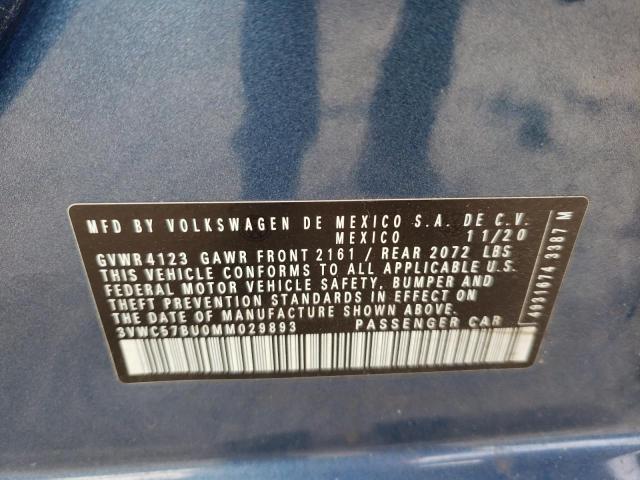 MFD BY VOLKSWAGEN DE MEXICO S.A. DE C.V.
MEXICO 11/20
GVWR4123 GAWR FRONT 2161 / REAR 2072 LBS
THIS VEHICLE CONFORMS TO ALL APPLICABLE U.S.
FEDERAL MOTOR VEHICLE SAFETY, BUMPER AND
THEFT PREVENTION STANDARDS IN EFFECT ON
THE DATE OF MANUFACTURE SHOWN ABOVE.
3VWC57BU0MM029893 PASSENGER CAR
4931674 3387 M